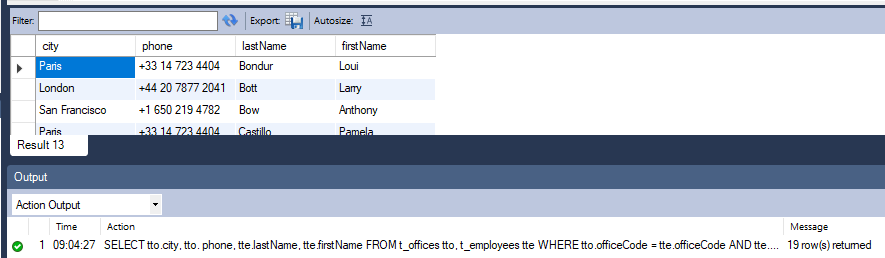 Filter: Export: Autosize:
city phone lastName firstName
Paris +33 14 723 4404 Bondur Loui
London +44 20 7877 2041 Bott Larry
San Francisco +1 650 219 4782 Bow Anthony
Paris +33 14 723 4404 Castillo Pamela
Result 13
Output
Action Output
Time Action Message
1 09:04:27 SELECT tto.city, tto. phone, tte.lastName, tte.firstName FROM t_offices tto, t_employees tte WHERE tto.officeCode = tte.officeCode AND tte.... 19 row(s) returned